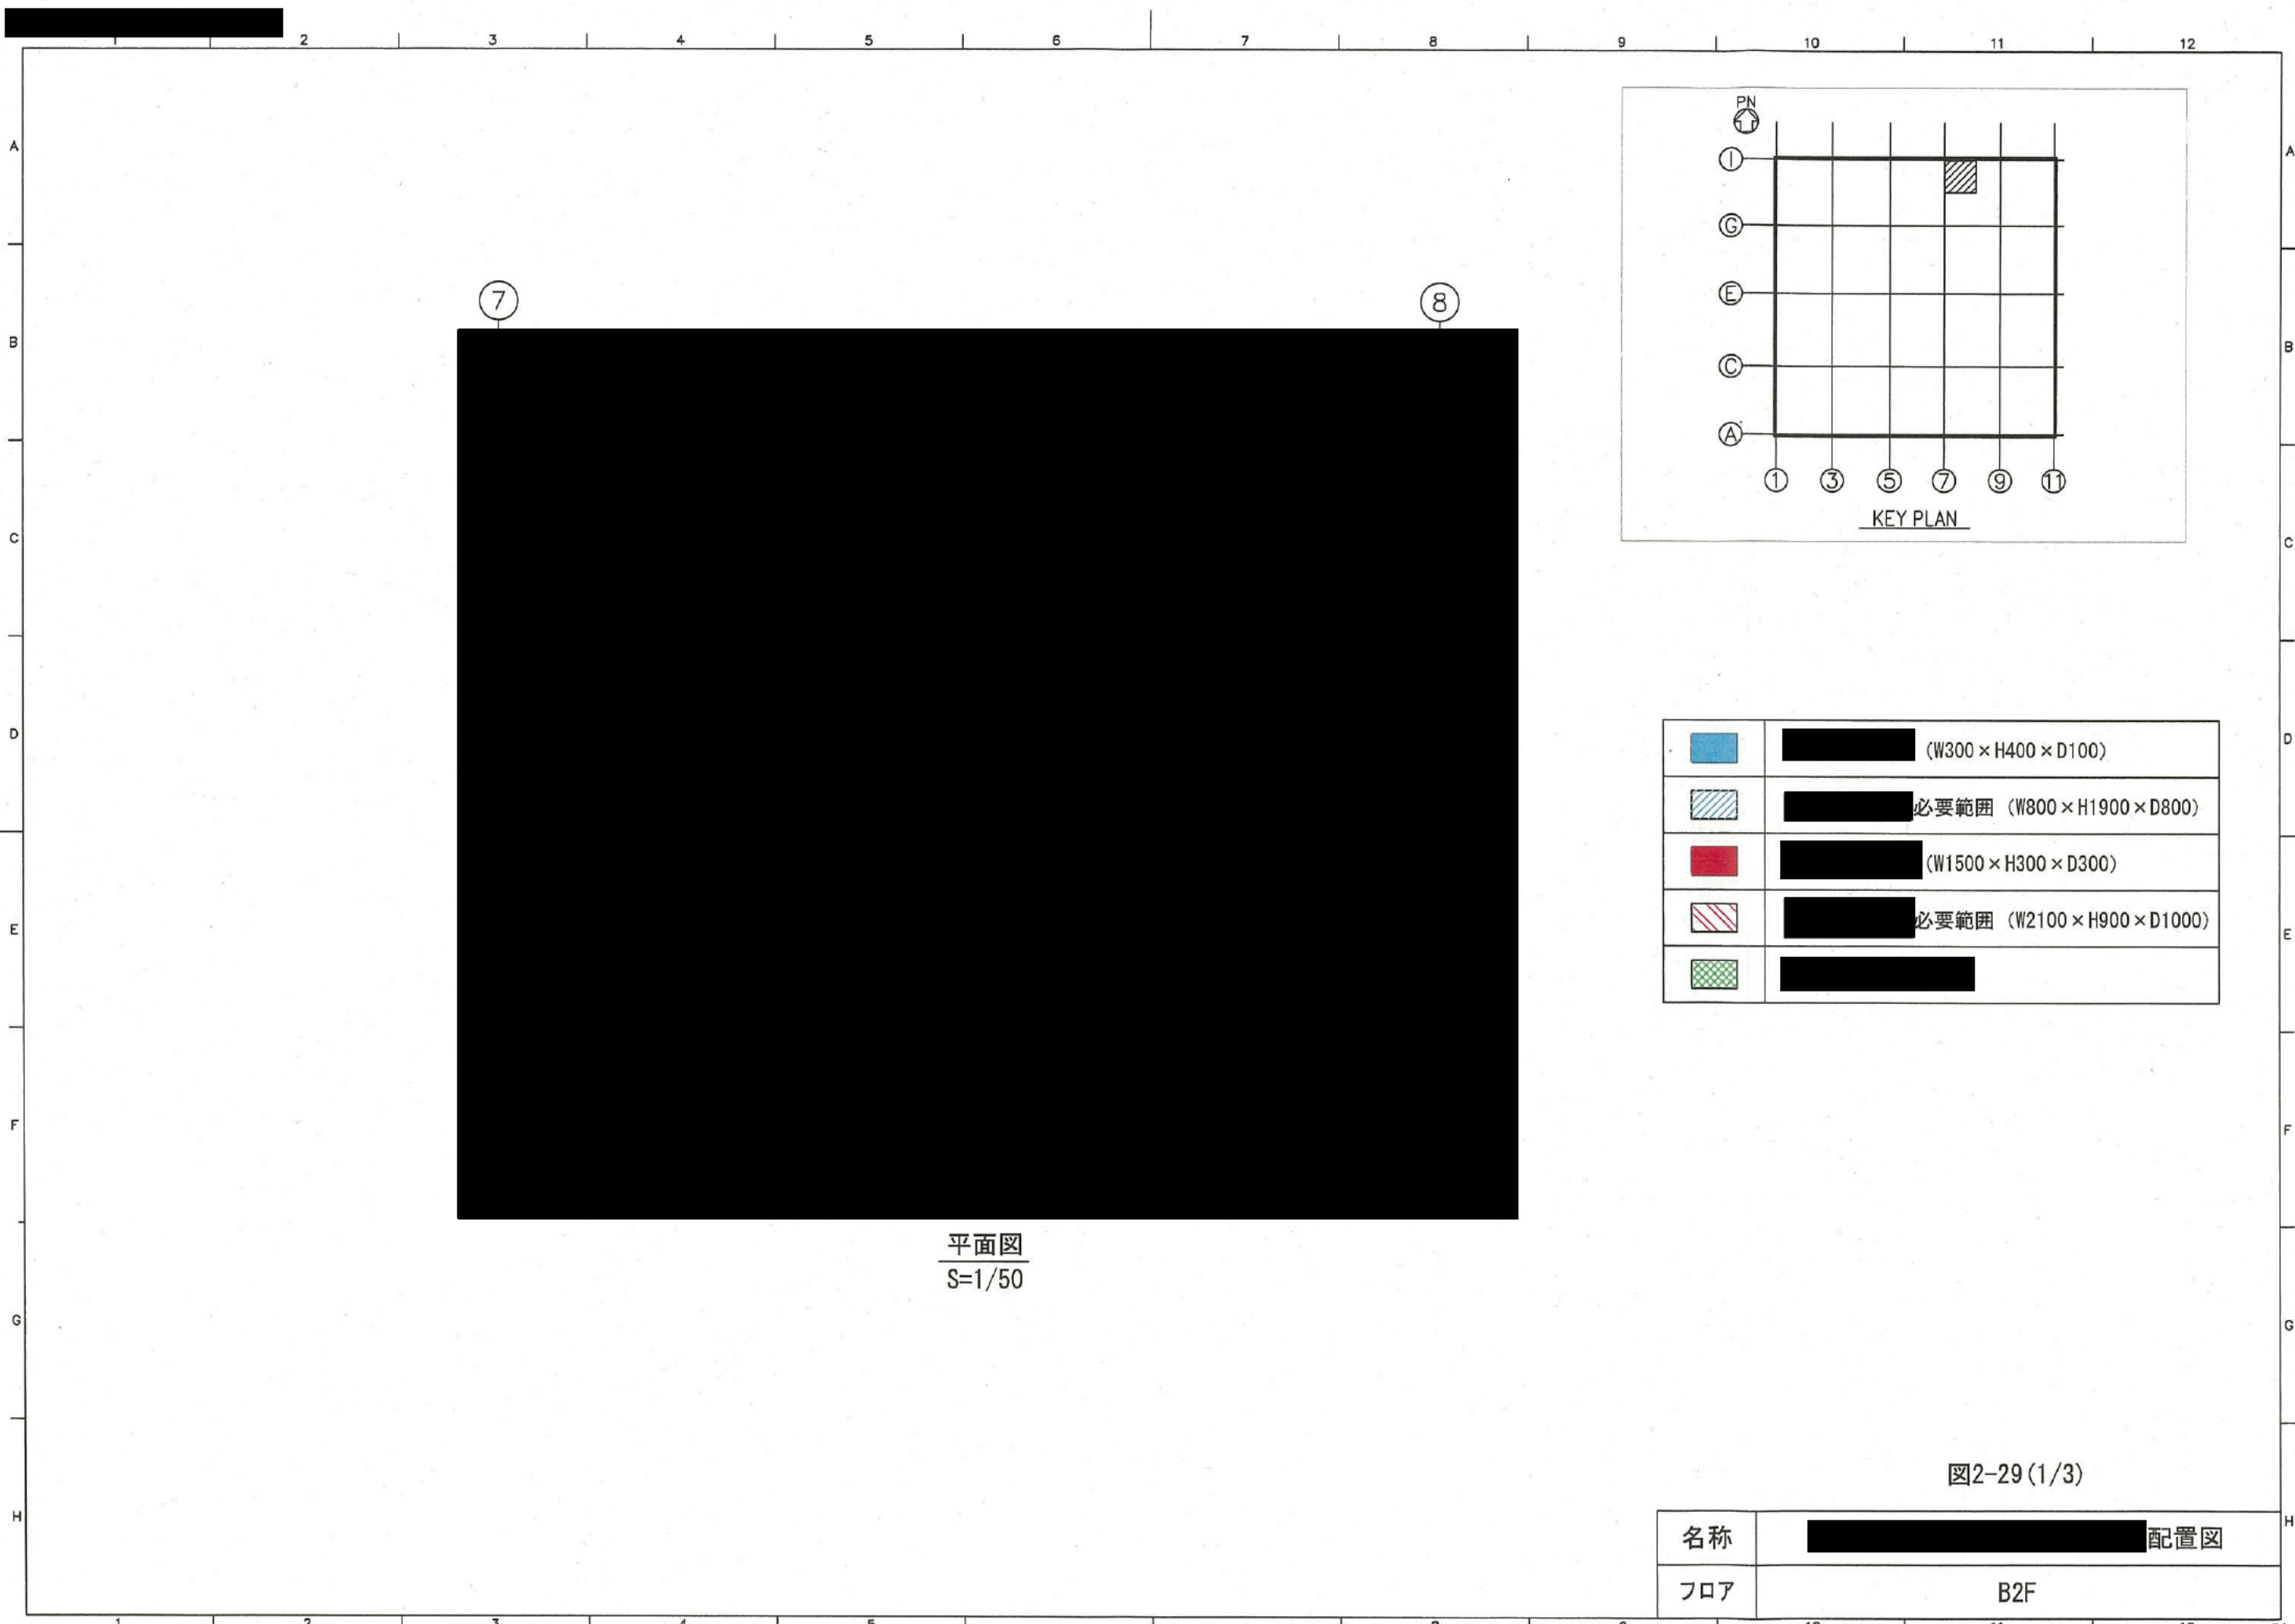 2 3 4 5 6 7 8 9 10 11 12
PN
A A
I
G
7 8
E
B B
C
A
1 3 5 7 9 11
KEY PLAN
C C
D D
(W300×H400×D100)
必要範囲 (W800×H1900×D800)
(W1500×H300×D300)
E E
必要範囲 (W2100×H900×D1000)
F F
平面図
S=1/50
G G
図2-29(1/3)
H H
名称 配置図
フロア B2F